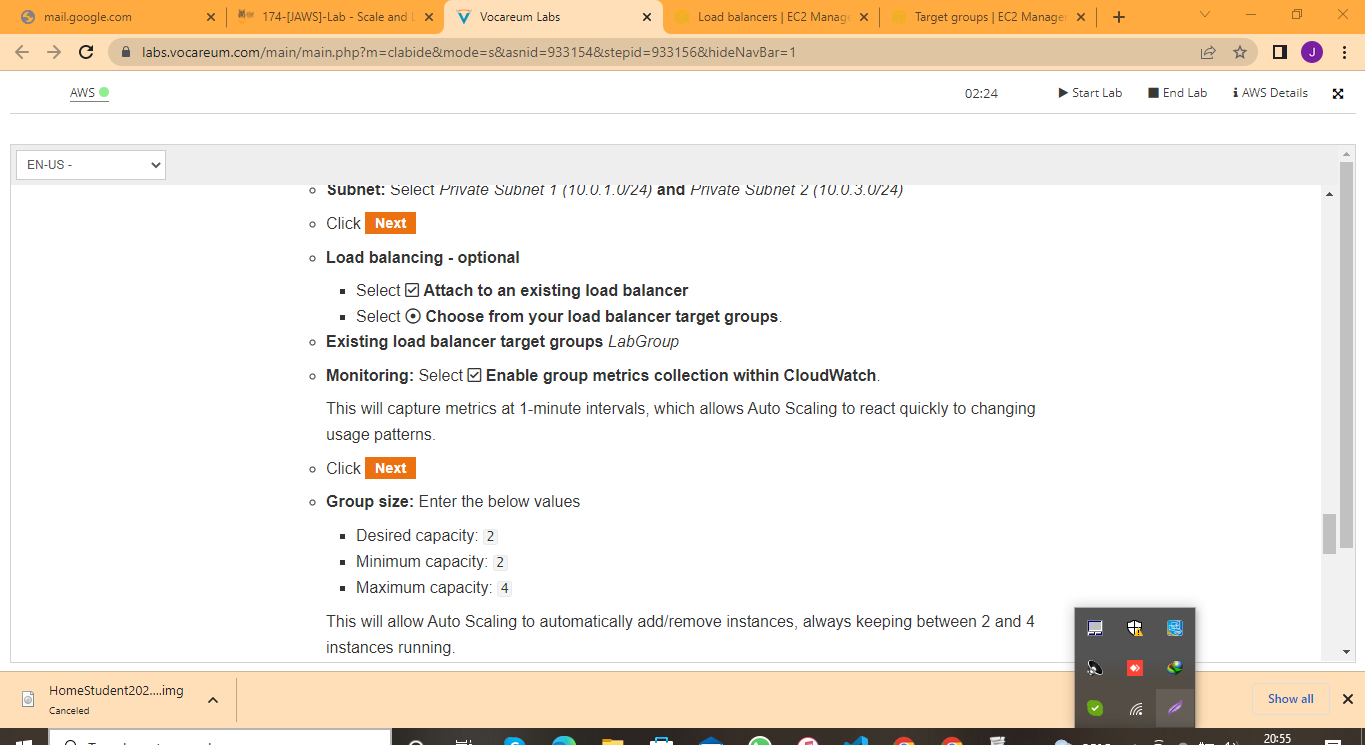 mail.google.com
174-[JAWS]-Lab - Scale and L
Vocareum Labs
Load balancers | EC2 Manage
Target groups | EC2 Manager
labs.vocareum.com/main/main.php?m=clabide&mode=s&asnid=933154&stepid=933156&hideNavBar=1
J
AWS
02:24
Start Lab
End Lab
AWS Details
EN-US -
Subnet: Select Private Subnet 1 (10.0.1.0/24) and Private Subnet 2 (10.0.3.0/24)
Click Next
Load balancing - optional
Select Attach to an existing load balancer
Select Choose from your load balancer target groups.
Existing load balancer target groups LabGroup
Monitoring: Select Enable group metrics collection within CloudWatch.
This will capture metrics at 1-minute intervals, which allows Auto Scaling to react quickly to changing
usage patterns.
Click Next
Group size: Enter the below values
Desired capacity: 2
Minimum capacity: 2
Maximum capacity: 4
This will allow Auto Scaling to automatically add/remove instances, always keeping between 2 and 4
instances running.
HomeStudent202....img
Canceled
Show all
20:55